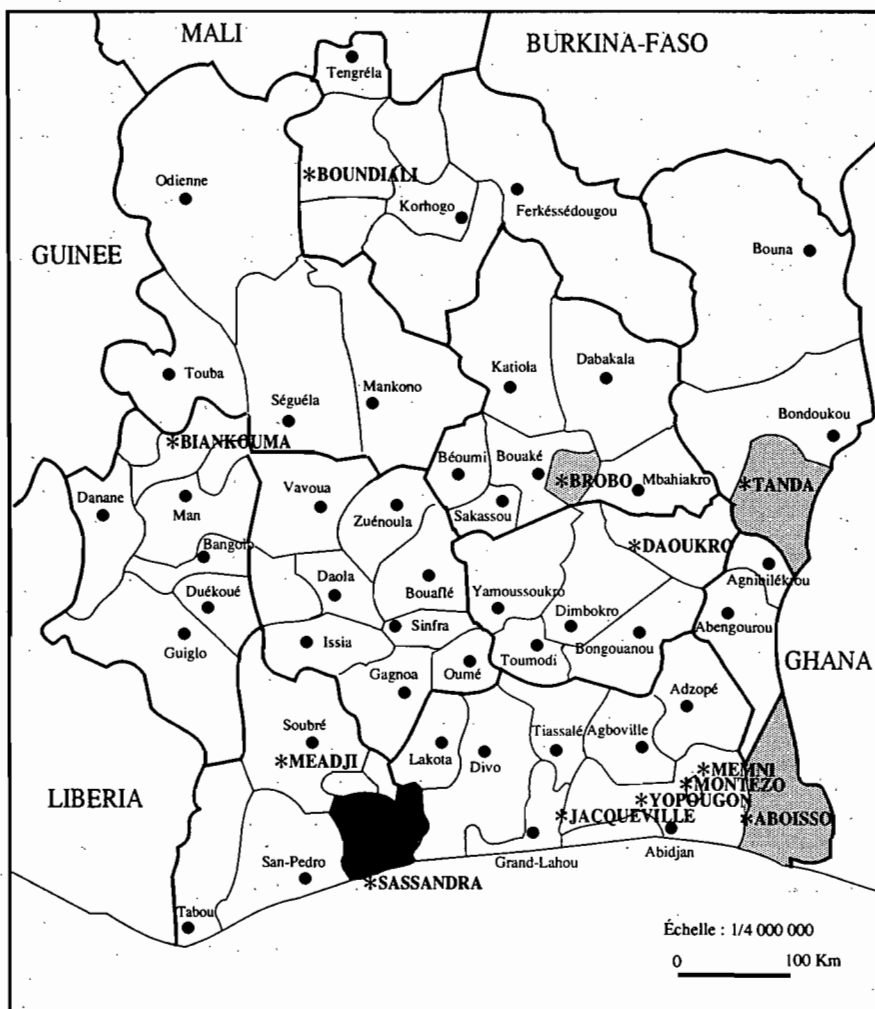 MALI
BURKINA-FASO
Tengréla
Odienne
*BOUNDIALI
Korhogo
Ferkéssédougou
GUINEE
Bouna
Touba
Séguéla
Mankono
Katiola
Dabakala
Bondoukou
*BIANKOUMA
Béoumi
Bouaké
*BROBO
Mbahiakro
*TANDA
Danane
Man
Vavoua
Zuénoula
Sakassou
Bangolo
*DAOUKRO
Agnibilékrou
Duékoué
Daola
Bouaflé
Yamoussoukro
Dimbokro
Abengourou
Guiglo
Issia
Sinfra
Toumodi
Bongouanou
GHANA
Gagnoa
Oumé
Adzopé
Soubré
*MEADJI
Lakota
Divo
Tiassalé
Agboville
*MEMNI
*MONTEZO
LIBERIA
*YOPOUGON
*JACQUEVILLE
*ABOISSO
San-Pedro
Grand-Lahou
Abidjan
*SASSANDRA
Tabou
Échelle : 1/4 000 000
0 100 Km